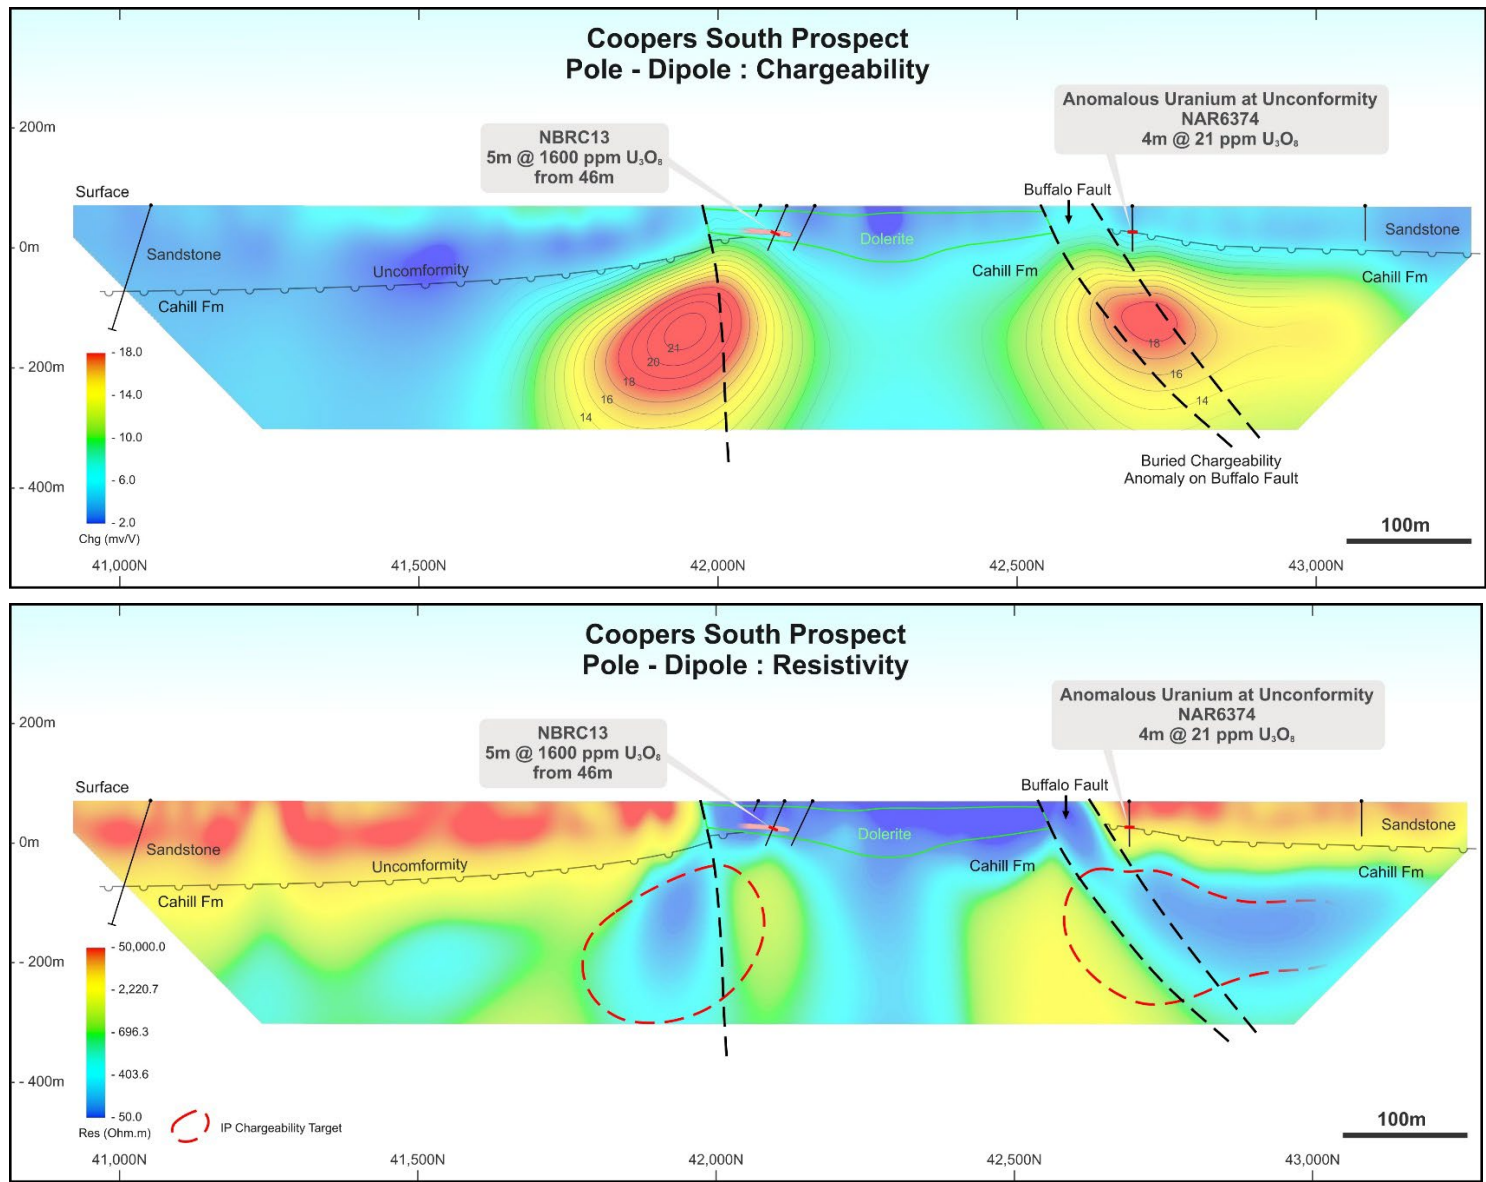 Coopers South Prospect
Pole - Dipole : Chargeability
Anomalous Uranium at Unconformity
NAR6374
4m @ 21 ppm U₃O₈
200m
NBRC13
5m @ 1600 ppm U₃O₈
from 46m
Surface
Buffalo Fault
0m
Sandstone
Dolerite
Sandstone
Uncomformity
Cahill Fm
Cahill Fm
Cahill Fm
21
20
18
16
14
18
16
14
- 200m
- 18.0
- 14.0
- 10.0
- 6.0
- 2.0
Chg (mv/V)
- 400m
Buried Chargeability
Anomaly on Buffalo Fault
100m
41,000N
41,500N
42,000N
42,500N
43,000N
Coopers South Prospect
Pole - Dipole : Resistivity
Anomalous Uranium at Unconformity
NAR6374
4m @ 21 ppm U₃O₈
200m
NBRC13
5m @ 1600 ppm U₃O₈
from 46m
Surface
Buffalo Fault
0m
Sandstone
Dolerite
Sandstone
Uncomformity
Cahill Fm
Cahill Fm
Cahill Fm
- 200m
- 50,000.0
- 2,220.7
- 696.3
- 403.6
- 50.0
Res (Ohm.m)
- 400m
IP Chargeability Target
100m
41,000N
41,500N
42,000N
42,500N
43,000N